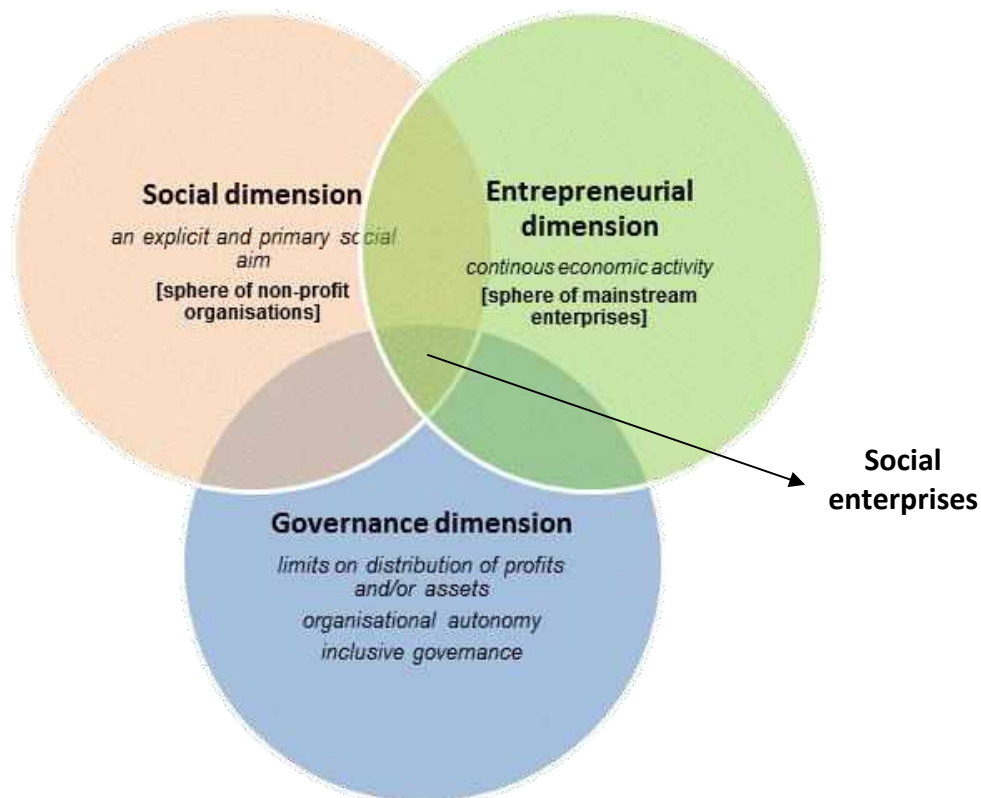 Social dimension
an explicit and primary social
aim
[sphere of non-profit
organisations]
Entrepreneurial
dimension
continous economic activity
[sphere of mainstream
enterprises]
Social
enterprises
Governance dimension
limits on distribution of profits
and/or assets
organisational autonomy
inclusive governance